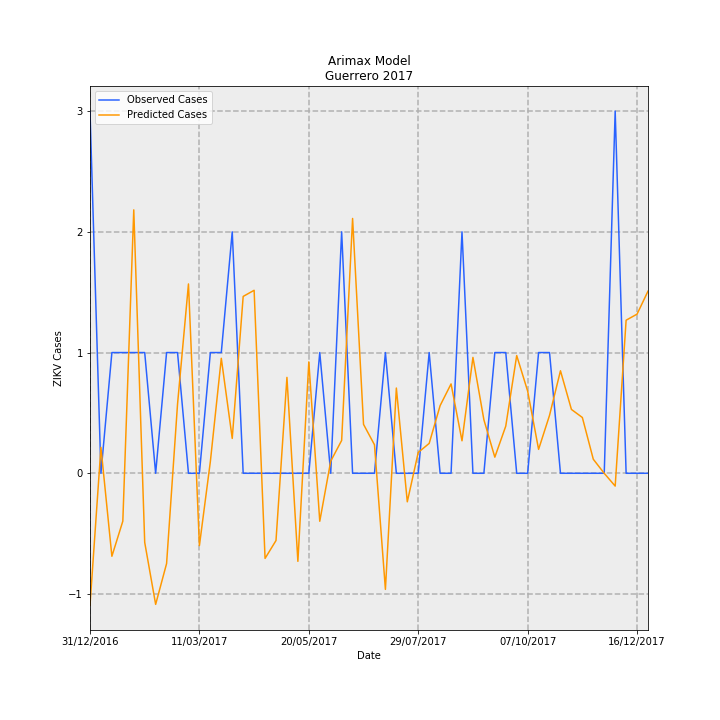 Arimax Model
Guerrero 2017
Observed Cases
Predicted Cases
3
2
1
0
−1
ZIKV Cases
31/12/2016
11/03/2017
20/05/2017
29/07/2017
07/10/2017
16/12/2017
Date